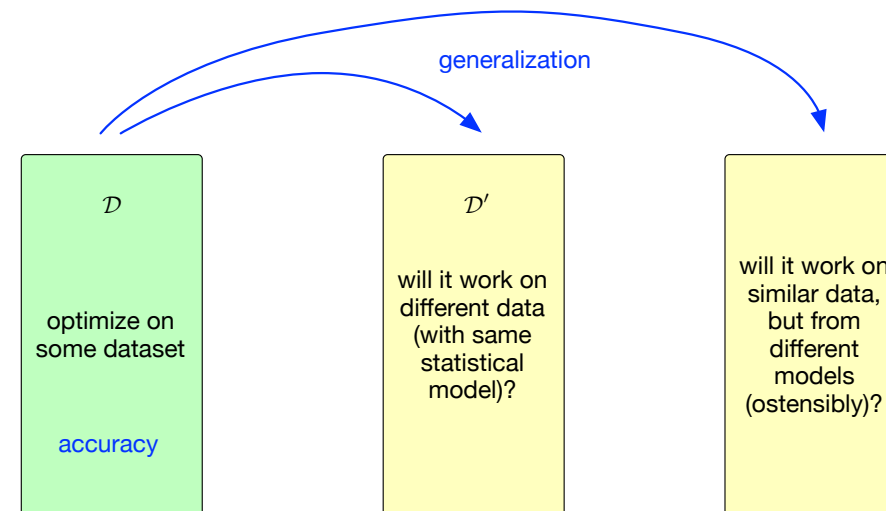 generalization
𝒟
optimize on
some dataset
accuracy
𝒟′
will it work on
different data
(with same
statistical
model)?
will it work on
similar data,
but from
different
models
(ostensibly)?